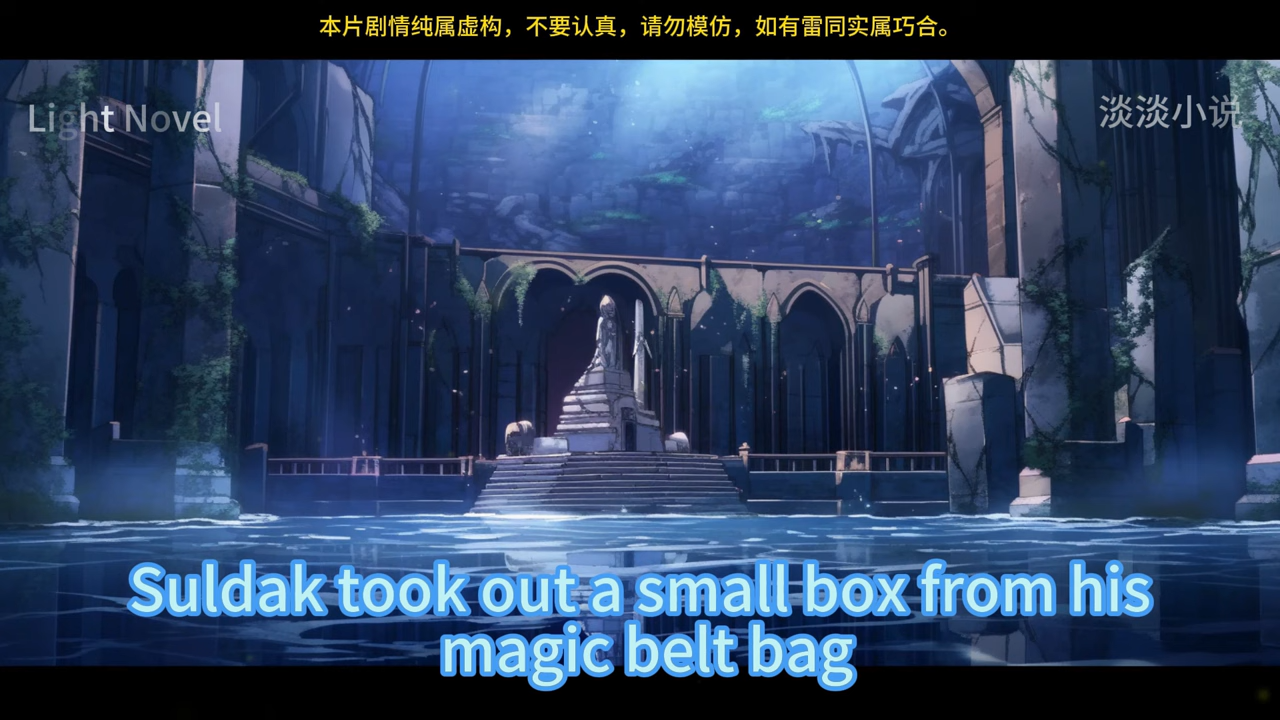 本片剧情纯属虚构，不要认真，请勿模仿，如有雷同实属巧合。
Light Novel
淡淡小说
Suldak took out a small box from his
magic belt bag